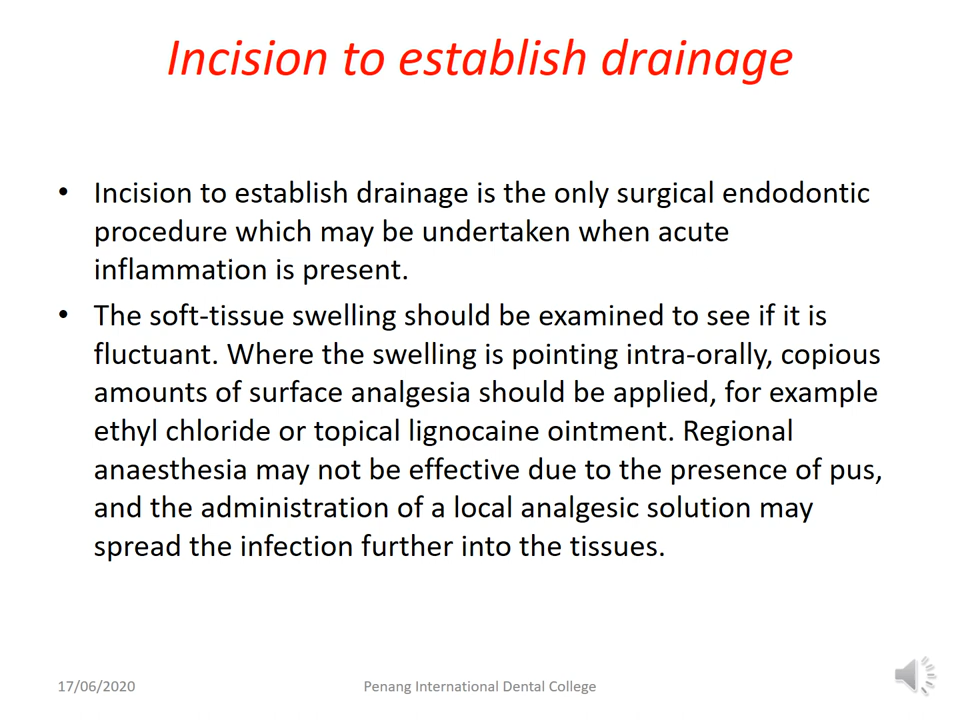 Incision to establish drainage
• Incision to establish drainage is the only surgical endodontic
procedure which may be undertaken when acute
inflammation is present.
• The soft-tissue swelling should be examined to see if it is
fluctuant. Where the swelling is pointing intra-orally, copious
amounts of surface analgesia should be applied, for example
ethyl chloride or topical lignocaine ointment. Regional
anaesthesia may not be effective due to the presence of pus,
and the administration of a local analgesic solution may
spread the infection further into the tissues.
17/06/2020
Penang International Dental College